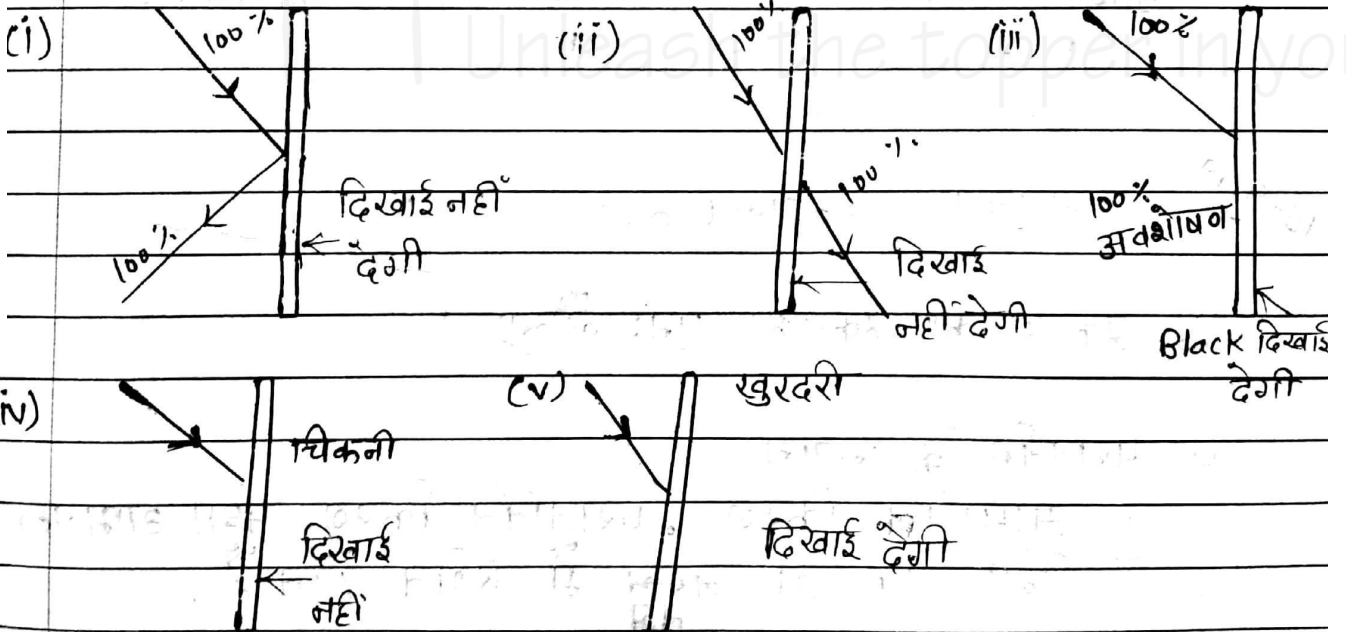 Unleash the topper in you
(i) 100% (ii) 100% (iii) 100%
100%
दिखाई नहीं
देगी
100%
दिखाई
नहीं देगी
100%
अवशोषण
Black दिखाई
देगी
iv) (v) खुरदरी
चिकनी
दिखाई
नहीं
दिखाई देगी